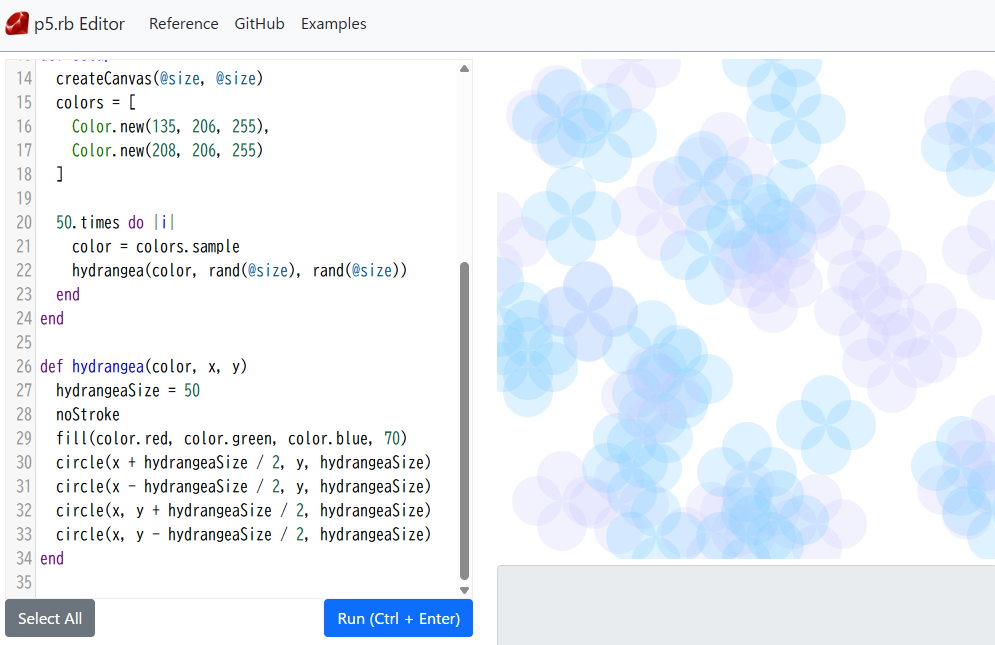 p5.rb Editor Reference GitHub Examples
14 createCanvas(@size, @size)
15 colors = [
16 Color.new(135, 206, 255),
17 Color.new(208, 206, 255)
18 ]
19
20 50.times do |i|
21 color = colors.sample
22 hydrangea(color, rand(@size), rand(@size))
23 end
24 end
25
26 def hydrangea(color, x, y)
27 hydrangeaSize = 50
28 noStroke
29 fill(color.red, color.green, color.blue, 70)
30 circle(x + hydrangeaSize / 2, y, hydrangeaSize)
31 circle(x - hydrangeaSize / 2, y, hydrangeaSize)
32 circle(x, y + hydrangeaSize / 2, hydrangeaSize)
33 circle(x, y - hydrangeaSize / 2, hydrangeaSize)
34 end
35
Select All Run (Ctrl + Enter)